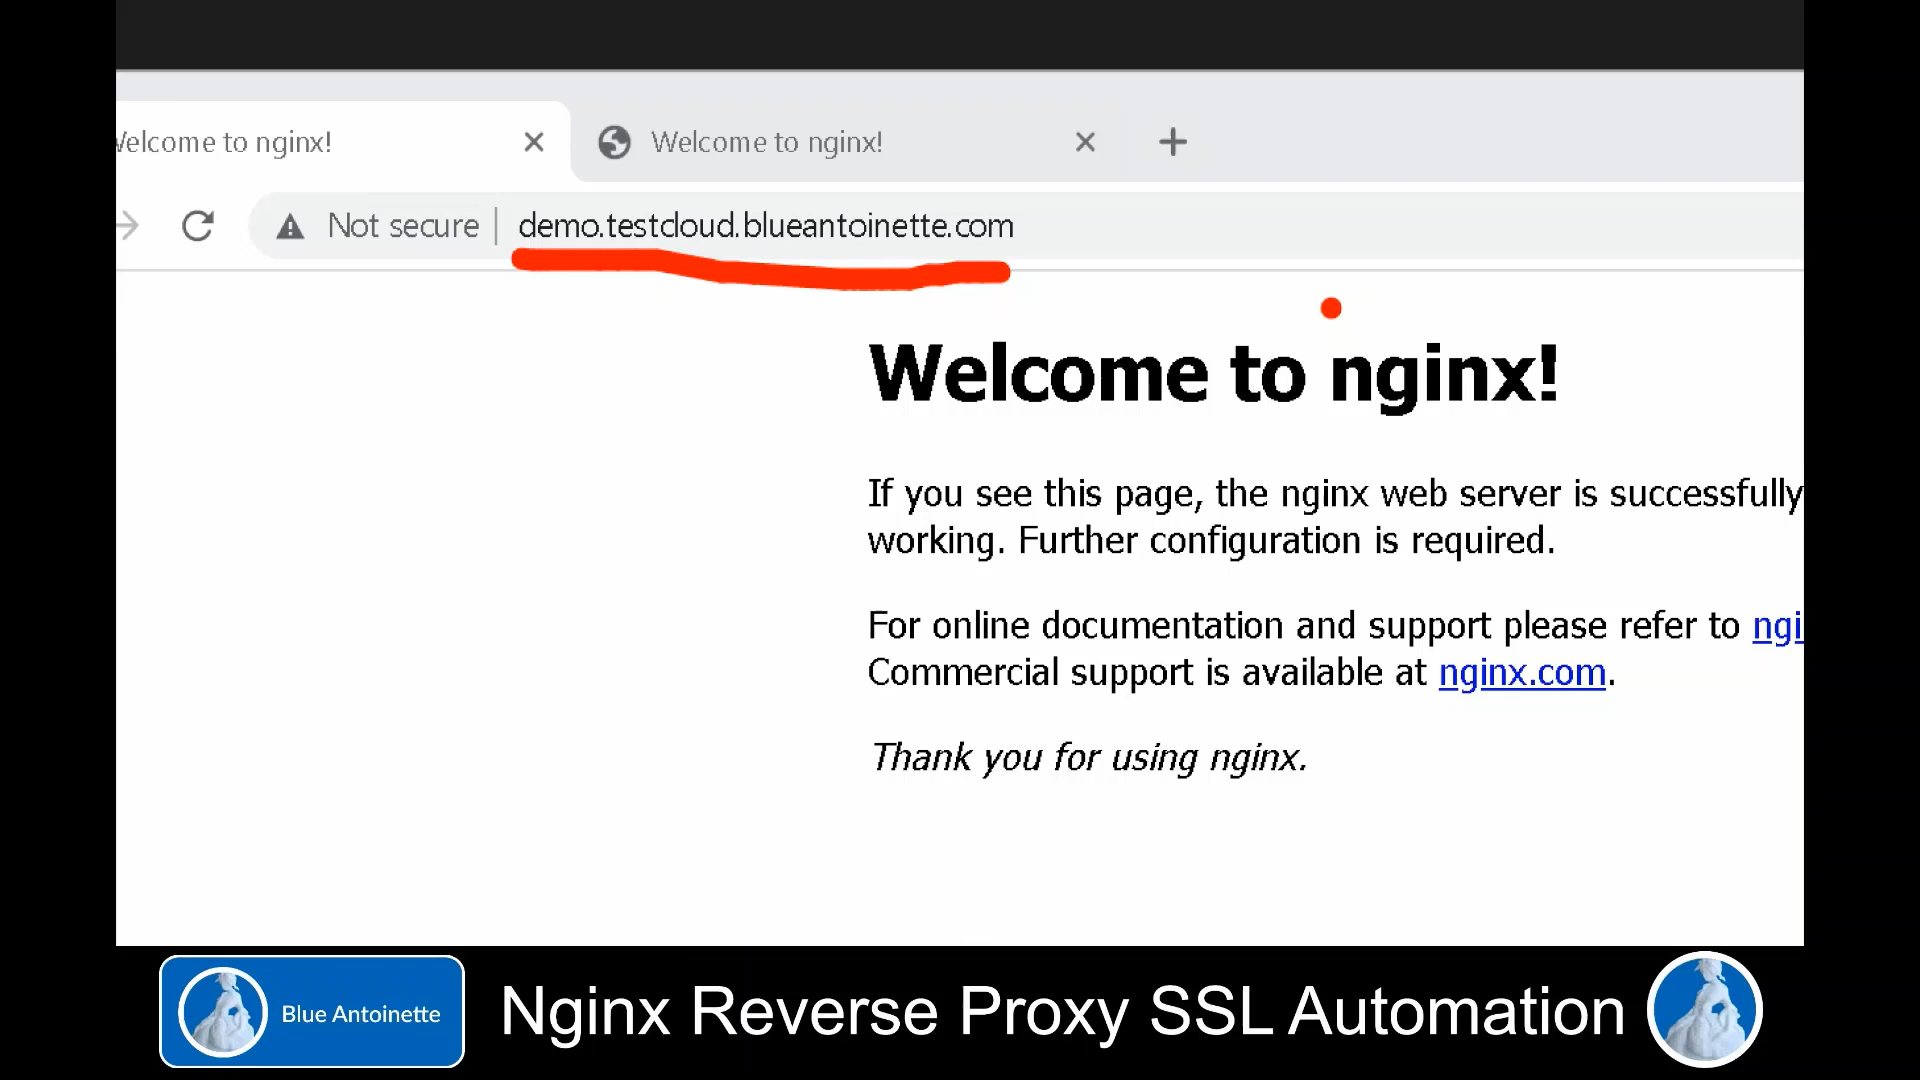 Welcome to nginx!
Welcome to nginx!
Not secure
demo.testcloud.blueantoinette.com
Welcome to nginx!
If you see this page, the nginx web server is successfully
working. Further configuration is required.
For online documentation and support please refer to ngi
Commercial support is available at nginx.com.
Thank you for using nginx.
Blue Antoinette
Nginx Reverse Proxy SSL Automation